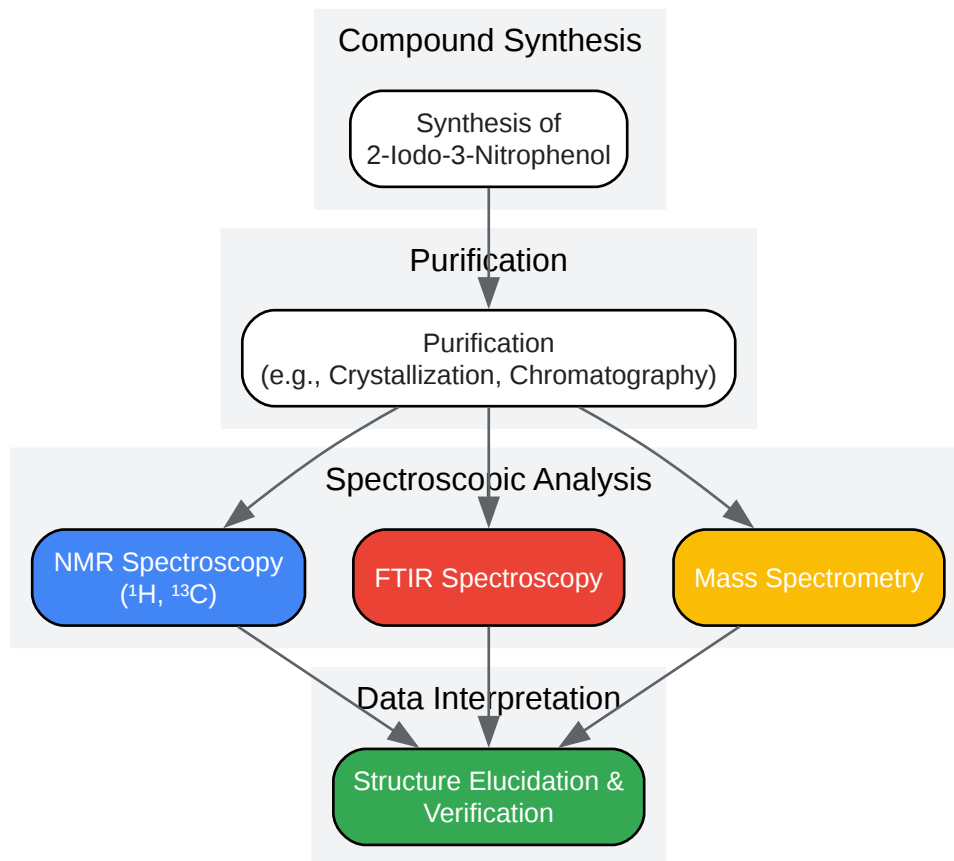 Compound Synthesis
Synthesis of
2-Iodo-3-Nitrophenol
Purification
Purification
(e.g., Crystallization, Chromatography)
Spectroscopic Analysis
NMR Spectroscopy
(¹H, ¹³C)
FTIR Spectroscopy
Mass Spectrometry
Data Interpretation
Structure Elucidation &
Verification